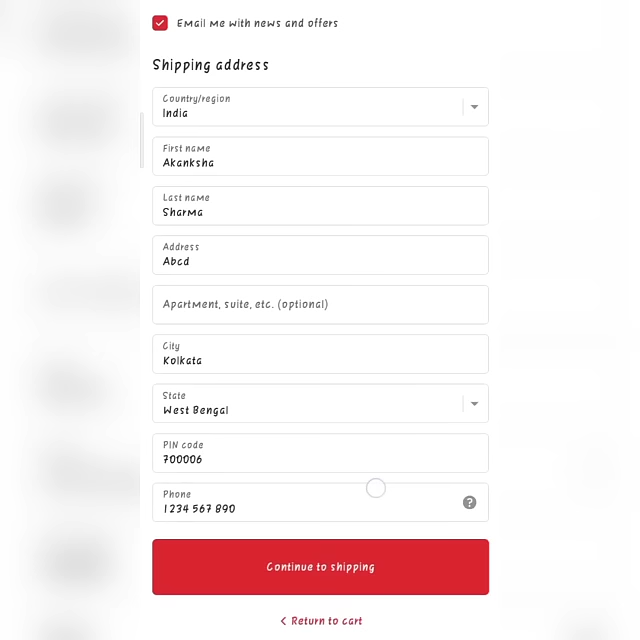 Email me with news and offers
Shipping address
Country/region
India
First name
Akanksha
Last name
Sharma
Address
Abcd
Apartment, suite, etc. (optional)
City
Kolkata
State
West Bengal
PIN code
700006
Phone
1234 567 890
Continue to shipping
Return to cart